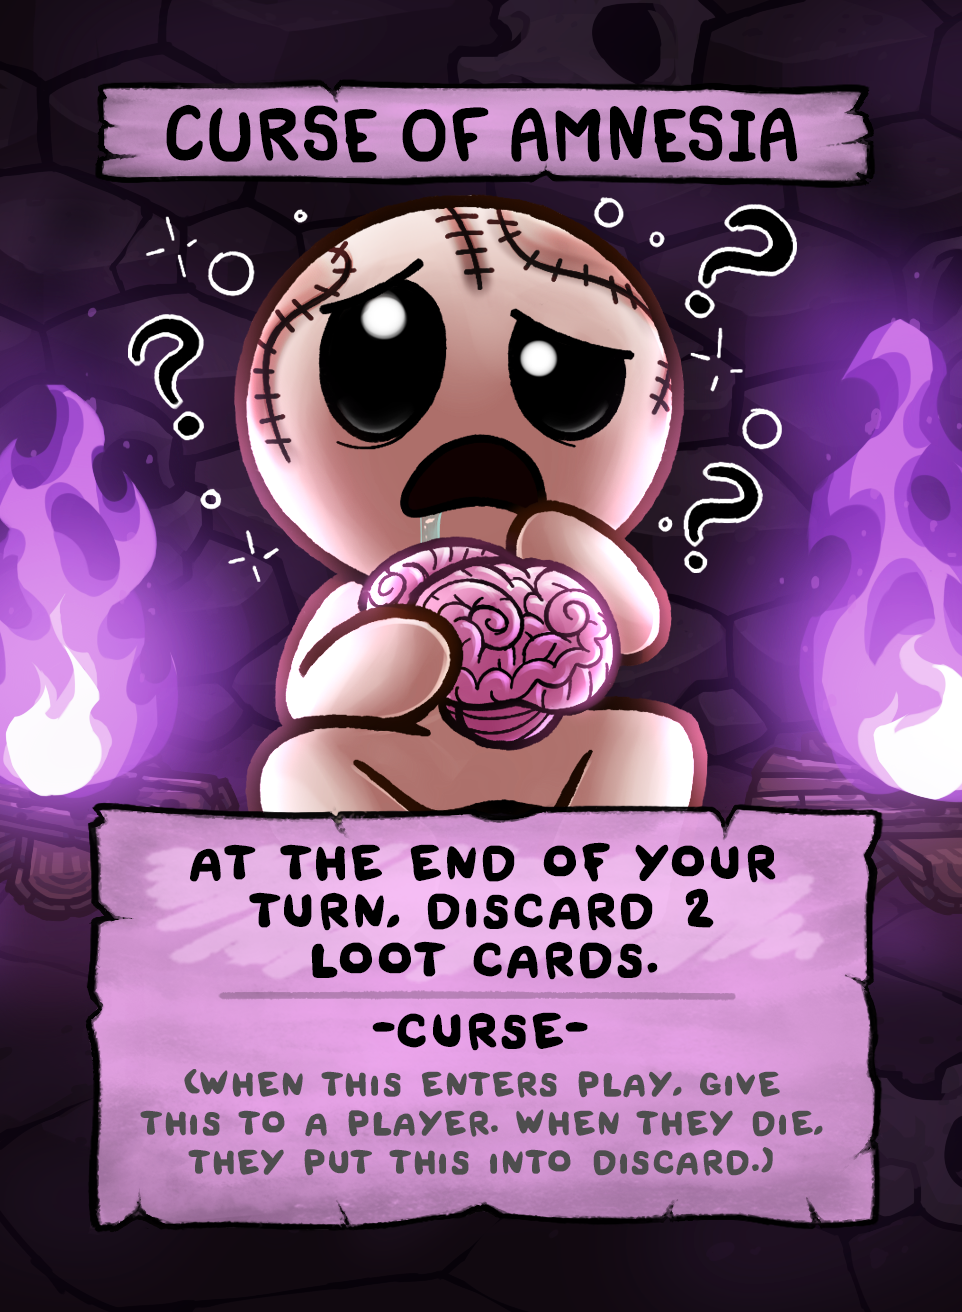 CURSE OF AMNESIA
?
?
?
AT THE END OF YOUR
TURN, DISCARD 2
LOOT CARDS.
-CURSE-
(WHEN THIS ENTERS PLAY, GIVE
THIS TO A PLAYER. WHEN THEY DIE,
THEY PUT THIS INTO DISCARD.)